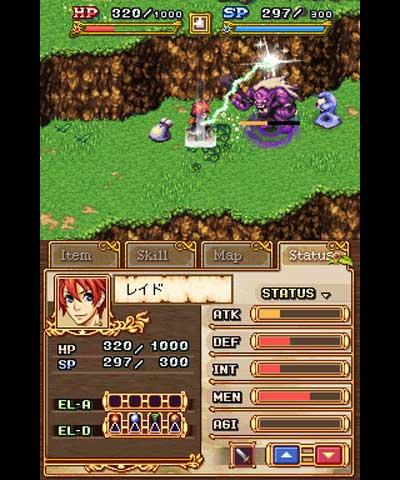 HP 320/1000 SP 297/300
Item Skill Map Status
レイド
STATUS
HP 320/1000
SP 297/300
ATK
DEF
INT
MEN
AGI
EL-A
EL-D